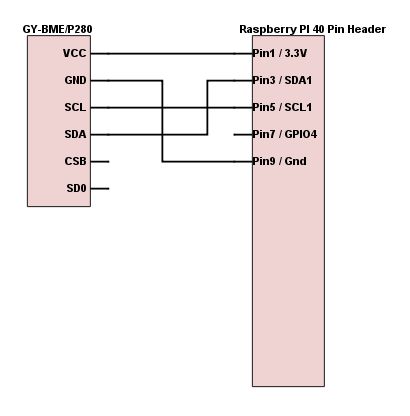 GY-BME/P280
VCC
GND
SCL
SDA
CSB
SD0
Raspberry PI 40 Pin Header
Pin1 / 3.3V
Pin3 / SDA1
Pin5 / SCL1
Pin7 / GPIO4
Pin9 / Gnd